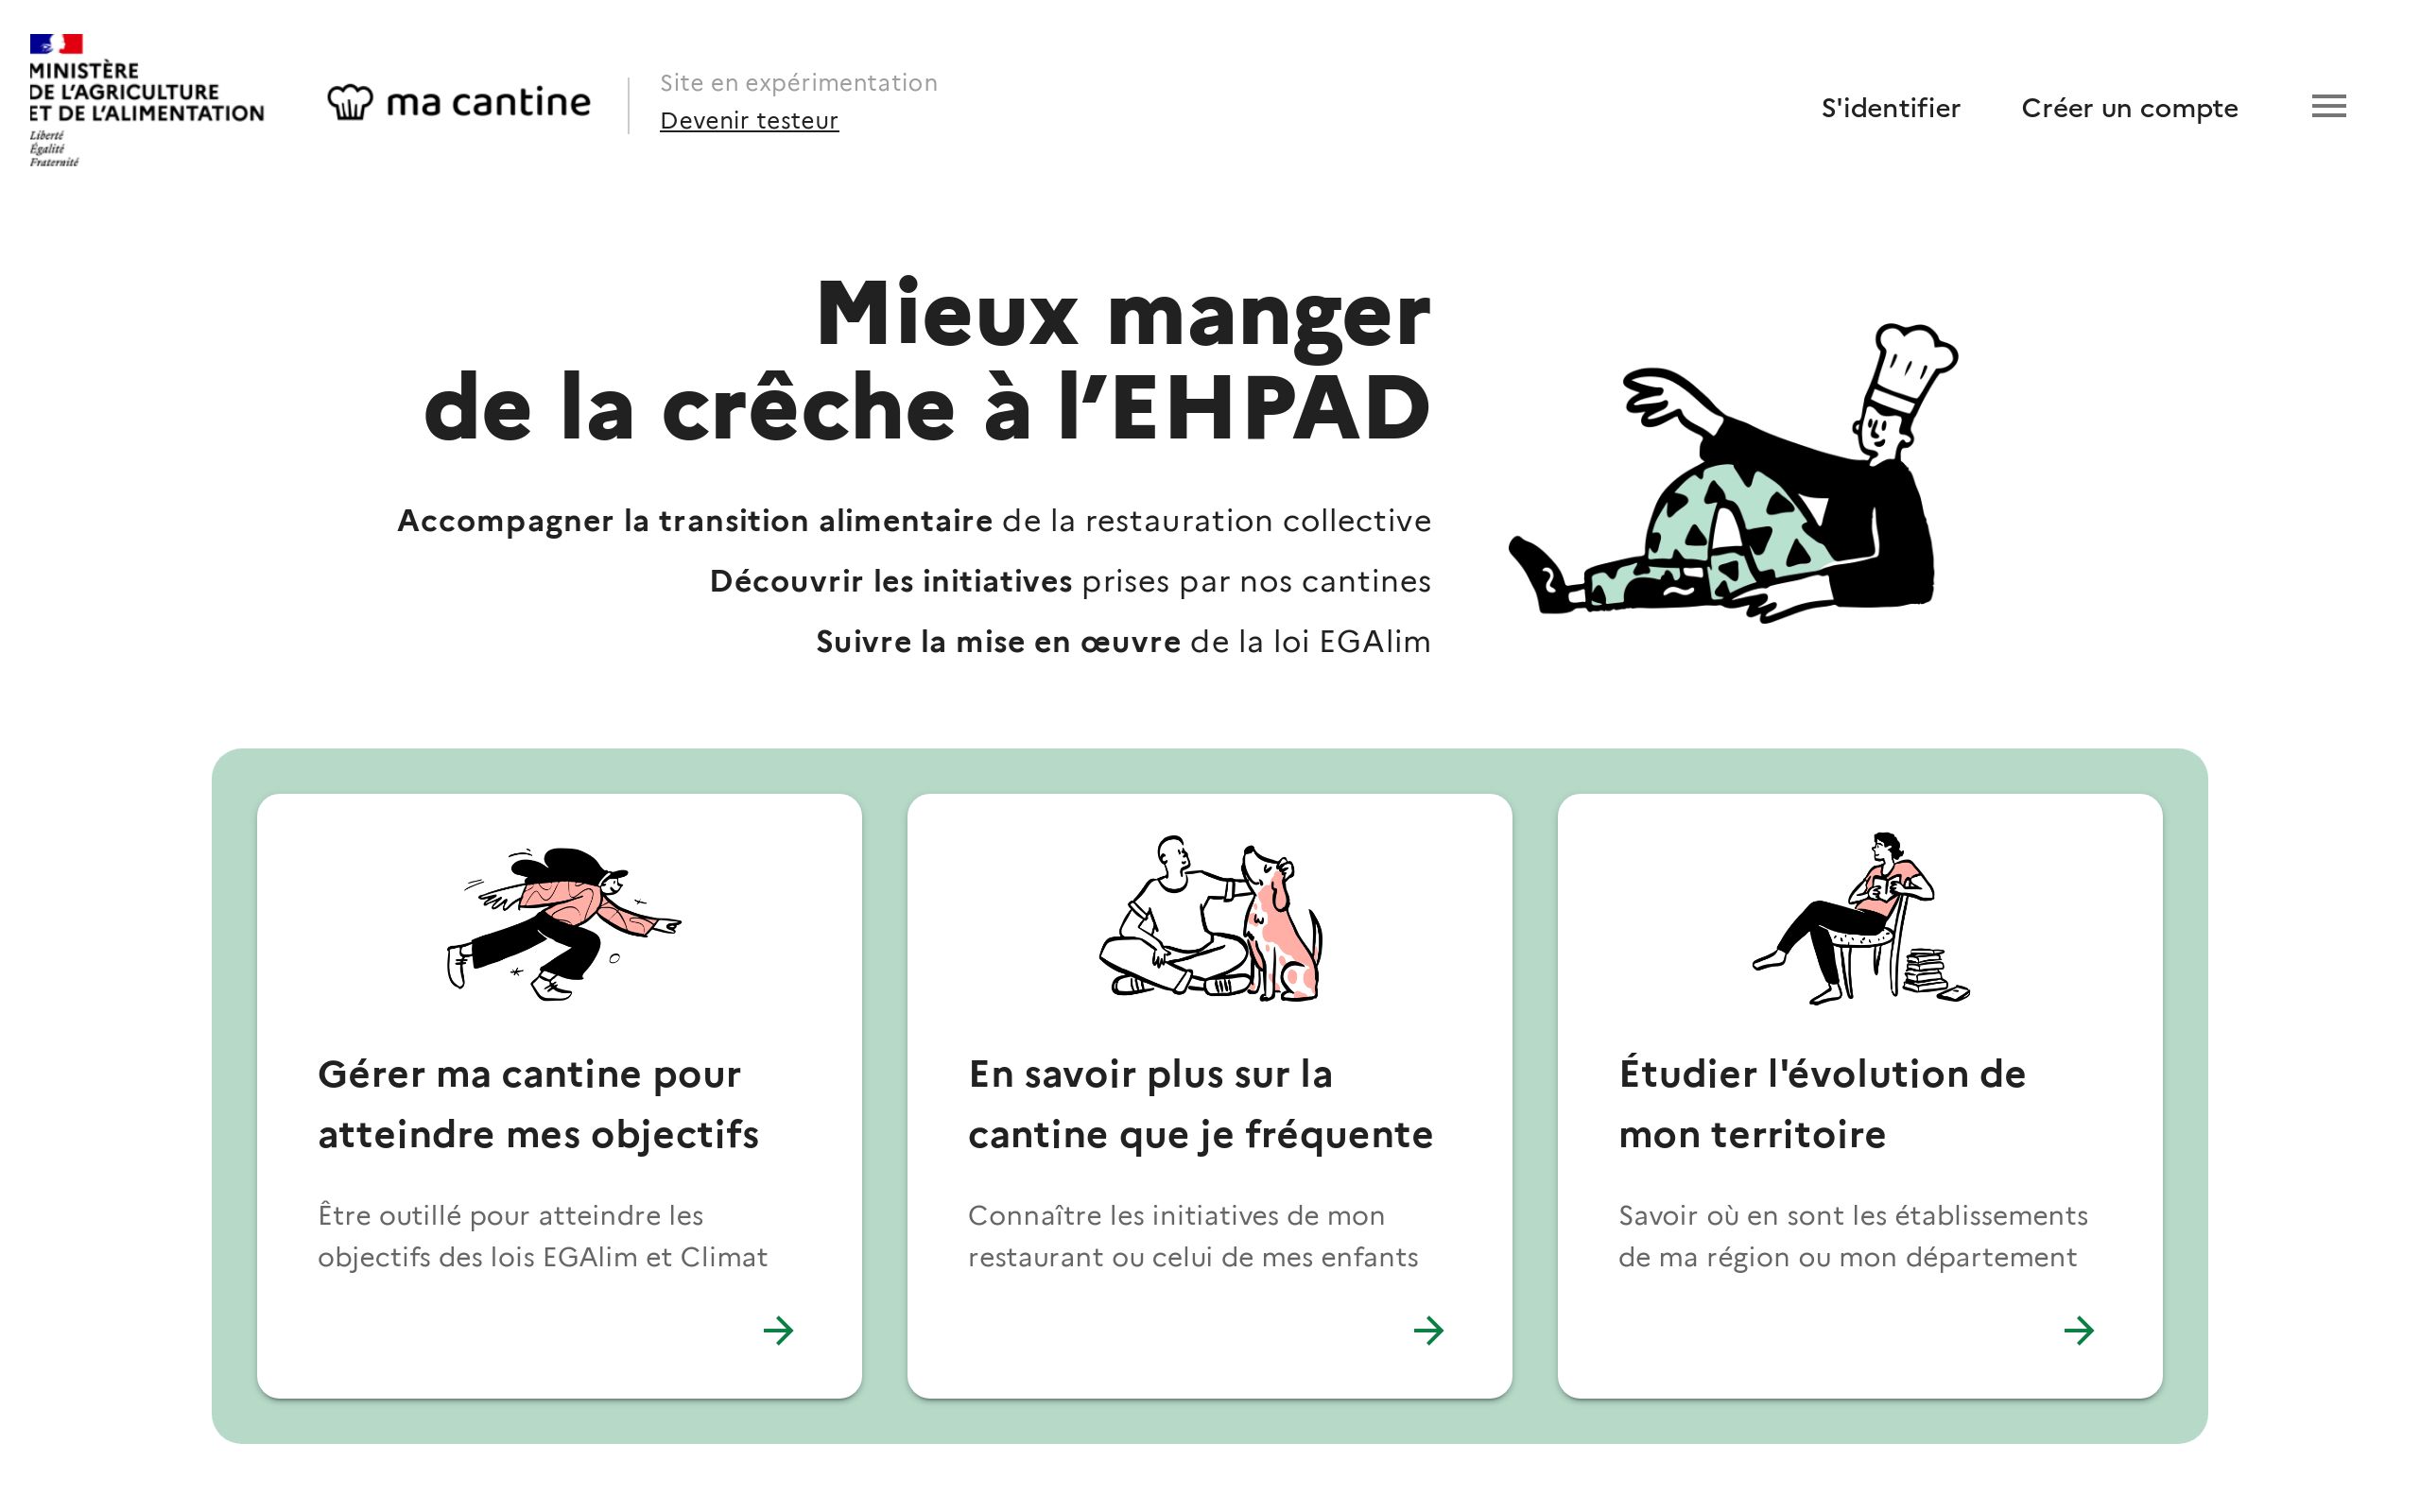 MINISTÈRE
DE L'AGRICULTURE
ET DE L'ALIMENTATION
Liberté
Égalité
Fraternité
ma cantine
Site en expérimentation
Devenir testeur
S'identifier
Créer un compte
Mieux manger
de la crêche à l’EHPAD
Accompagner la transition alimentaire de la restauration collective
Découvrir les initiatives prises par nos cantines
Suivre la mise en œuvre de la loi EGAlim
Gérer ma cantine pour
atteindre mes objectifs
Être outillé pour atteindre les
objectifs des lois EGAlim et Climat
En savoir plus sur la
cantine que je fréquente
Connaître les initiatives de mon
restaurant ou celui de mes enfants
Étudier l'évolution de
mon territoire
Savoir où en sont les établissements
de ma région ou mon département